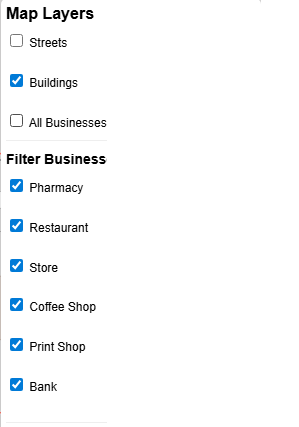 Map Layers
Streets
Buildings
All Businesses
Filter Business
Pharmacy
Restaurant
Store
Coffee Shop
Print Shop
Bank